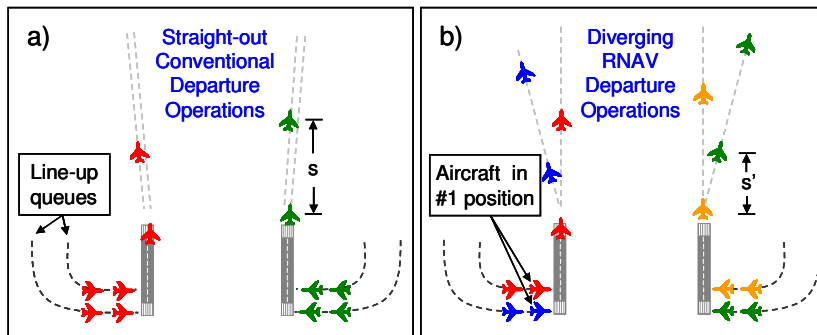 a)
Straight-out
Conventional
Departure
Operations
s
Line-up
queues
b)
Diverging
RNAV
Departure
Operations
Aircraft in
#1 position
s'